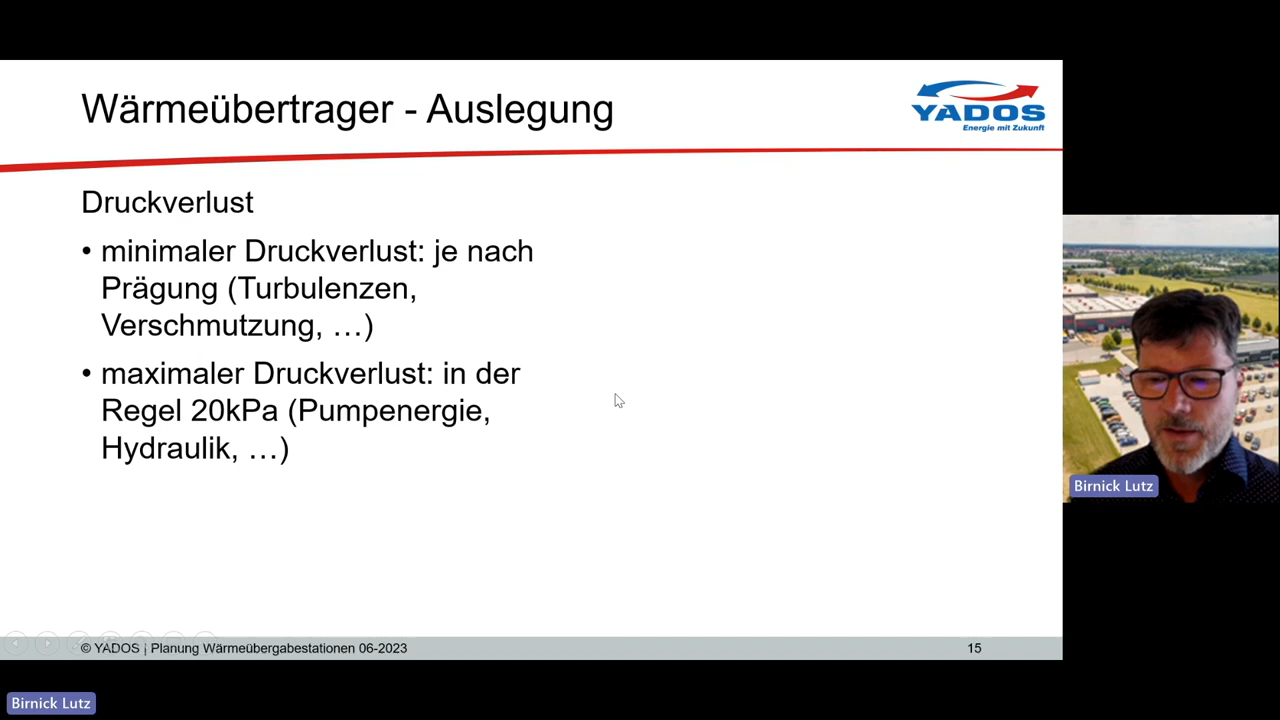 Wärmeübertrager - Auslegung
YADOS
Energie mit Zukunft
Druckverlust
• minimaler Druckverlust: je nach
Prägung (Turbulenzen,
Verschmutzung, …)
• maximaler Druckverlust: in der
Regel 20kPa (Pumpenergie,
Hydraulik, …)
Birnick Lutz
© YADOS | Planung Wärmeübergabestationen 06-2023
15
Birnick Lutz